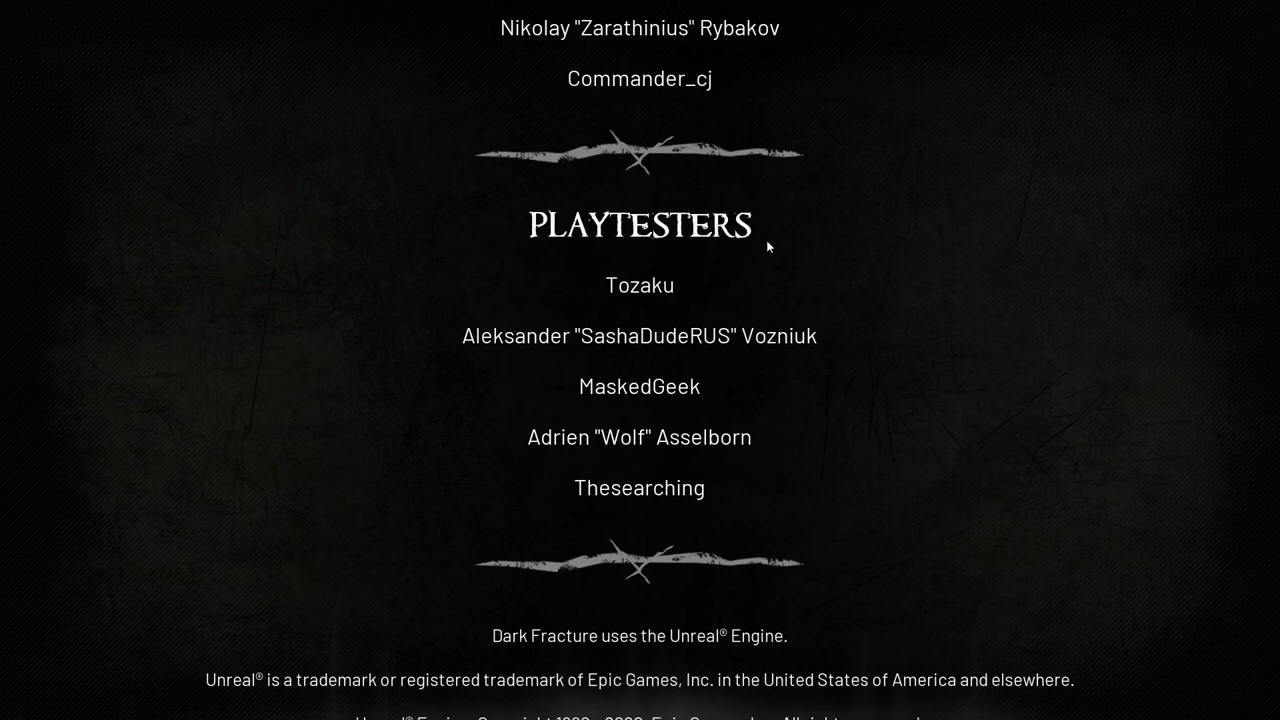 Nikolay "Zarathinius" Rybakov
Commander_cj
PLAYTESTERS
Tozaku
Aleksander "SashaDudeRUS" Vozniuk
MaskedGeek
Adrien "Wolf" Asselborn
Thesearching
Dark Fracture uses the Unreal® Engine.
Unreal® is a trademark or registered trademark of Epic Games, Inc. in the United States of America and elsewhere.